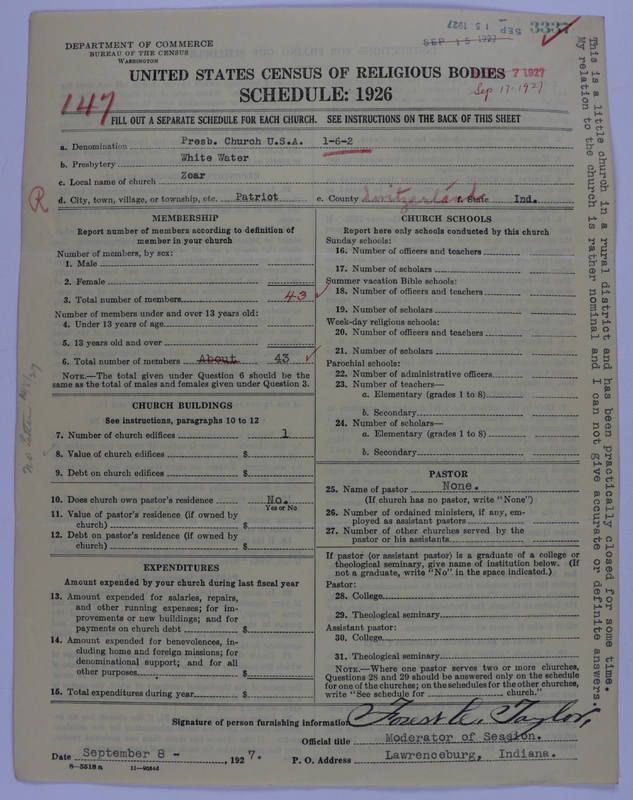 SEP 15 1927
3337
DEPARTMENT OF COMMERCE
BUREAU OF THE CENSUS
WASHINGTON
SEP 15 1927
UNITED STATES CENSUS OF RELIGIOUS BODIES
7 1927
SCHEDULE: 1926
Sep. 17-1927
147
FILL OUT A SEPARATE SCHEDULE FOR EACH CHURCH. SEE INSTRUCTIONS ON THE BACK OF THIS SHEET
a. Denomination Presb. Church U.S.A. 1-6-2
b. Presbytery White Water
c. Local name of church Zoar
R
d. City, town, village, or township, etc. Patriot e. County Switzerland f. State Ind.
MEMBERSHIP
Report number of members according to definition of
member in your church
Number of members, by sex:
1. Male
2. Female
3. Total number of members 43
Number of members under and over 13 years old:
4. Under 13 years of age
5. 13 years old and over
6. Total number of members About 43
NOTE.—The total given under Question 6 should be the
same as the total of males and females given under Question 3.
CHURCH BUILDINGS
See instructions, paragraphs 10 to 12
7. Number of church edifices 1
8. Value of church edifices $
9. Debt on church edifices $
10. Does church own pastor's residence No.
Yes or No
11. Value of pastor's residence (if owned by
church) $
12. Debt on pastor's residence (if owned by
church) $
EXPENDITURES
Amount expended by your church during last fiscal year
13. Amount expended for salaries, repairs,
and other running expenses; for im-
provements or new buildings; and for
payments on church debt $
14. Amount expended for benevolences, in-
cluding home and foreign missions; for
denominational support; and for all
other purposes $
15. Total expenditures during year $
CHURCH SCHOOLS
Report here only schools conducted by this church
Sunday schools:
16. Number of officers and teachers
17. Number of scholars
Summer vacation Bible schools:
18. Number of officers and teachers
19. Number of scholars
Week-day religious schools:
20. Number of officers and teachers
21. Number of scholars
Parochial schools:
22. Number of administrative officers
23. Number of teachers—
a. Elementary (grades 1 to 8)
b. Secondary
24. Number of scholars—
a. Elementary (grades 1 to 8)
b. Secondary
PASTOR
25. Name of pastor None.
(If church has no pastor, write "None")
26. Number of ordained ministers, if any, em-
ployed as assistant pastors
27. Number of other churches served by the
pastor or his assistants
If pastor (or assistant pastor) is a graduate of a college or
theological seminary, give name of institution below. (If
not a graduate, write "No" in the space indicated.)
Pastor:
28. College
29. Theological seminary
Assistant pastor:
30. College
31. Theological seminary
NOTE.—Where one pastor serves two or more churches,
Questions 28 and 29 should be answered only on the schedule
for one of the churches; on the schedules for the other churches,
write "See schedule for church."
Signature of person furnishing information Forest C. Taylor,
Official title Moderator of Session.
Date September 8 - , 1927. P. O. Address Lawrenceburg, Indiana.
8-5518 a 11-9034d
This is a little church in a rural district and has been practically closed for some time.
My relation to the church is rather nominal and I can not give accurate or definite answers.